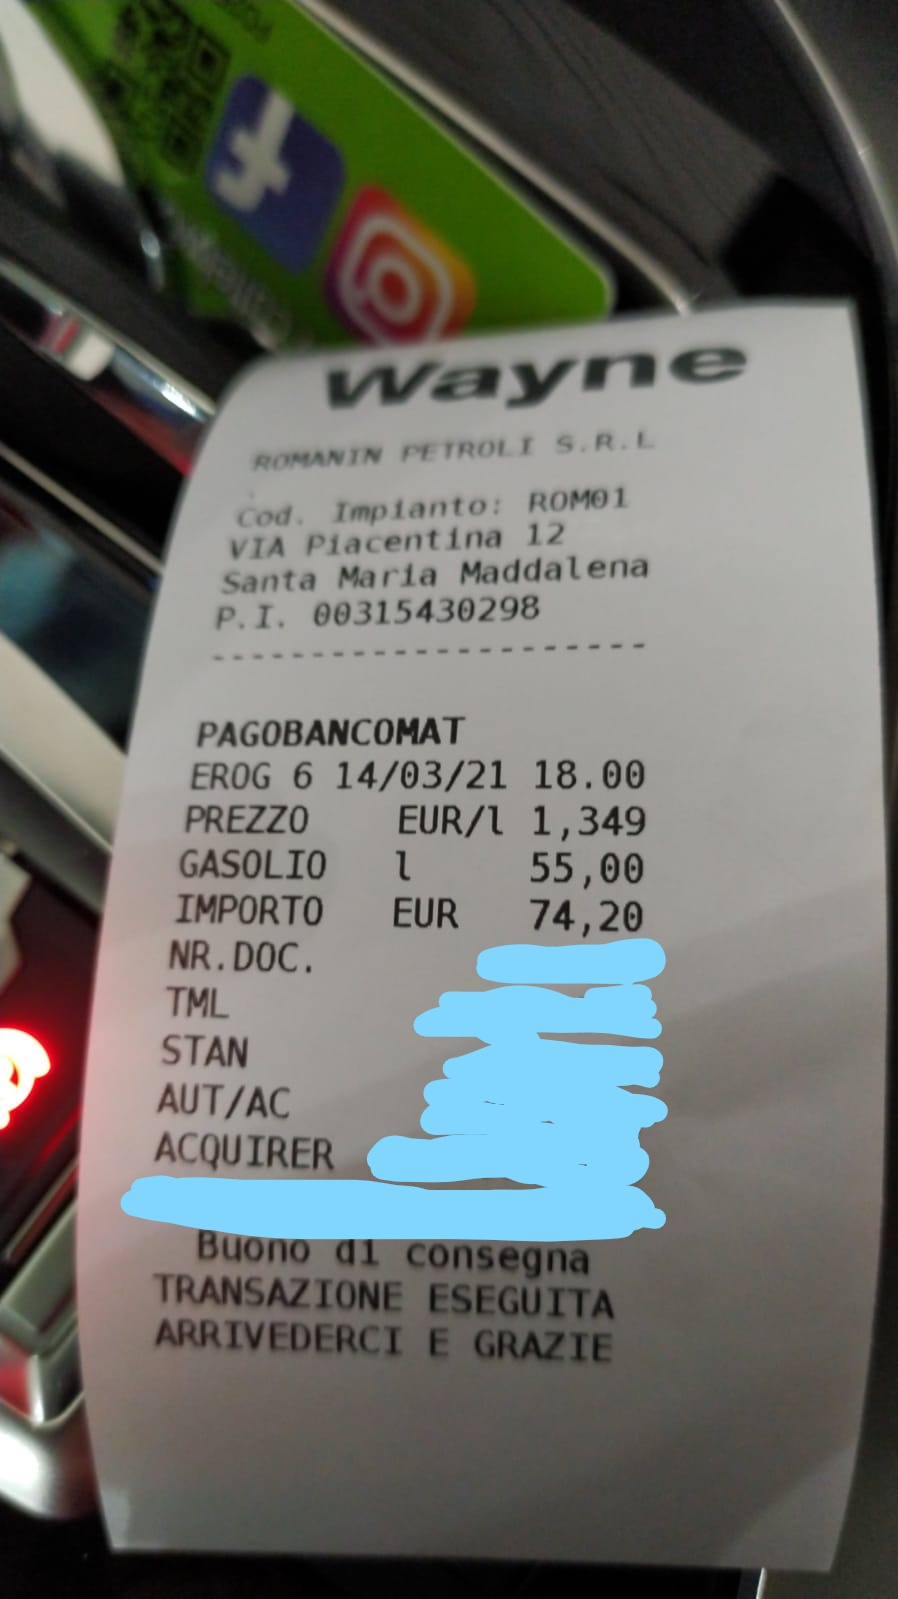 Wayne
ROMANIN PETROLI S.R.L
.
Cod. Impianto: ROM01
VIA Piacentina 12
Santa Maria Maddalena
P.I. 00315430298
----------------------
PAGOBANCOMAT
EROG 6 14/03/21 18.00
PREZZO EUR/l 1,349
GASOLIO l 55,00
IMPORTO EUR 74,20
NR.DOC.
TML
STAN
AUT/AC
ACQUIRER
Buono di consegna
TRANSAZIONE ESEGUITA
ARRIVEDERCI E GRAZIE